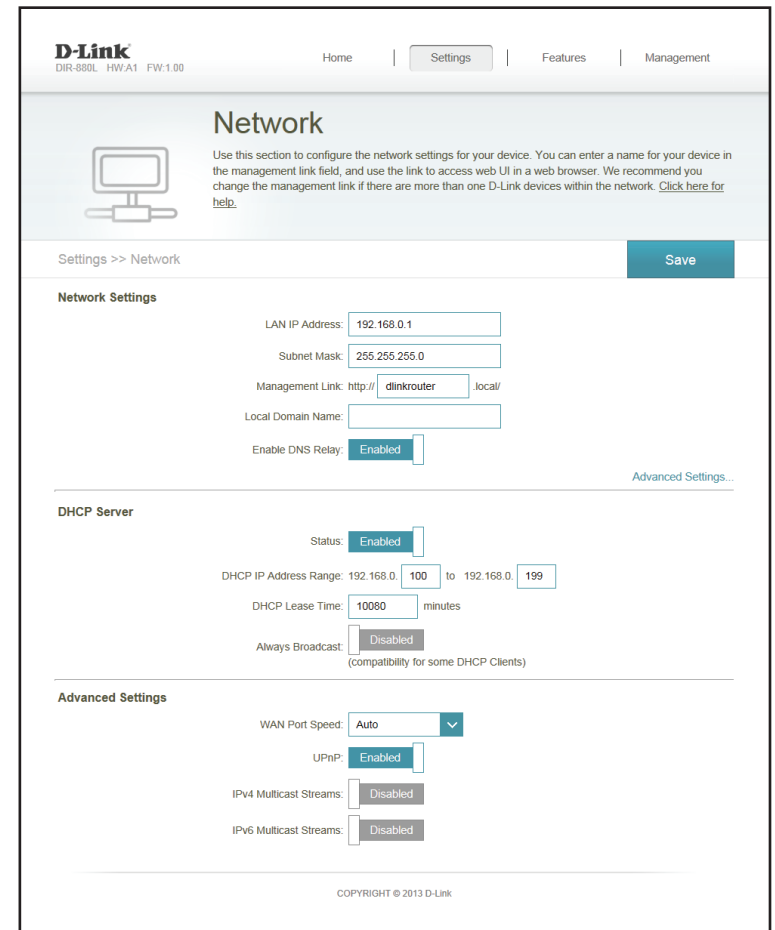 D-Link
DIR-880L HW:A1 FW:1.00
Home
Settings
Features
Management
Network
Use this section to configure the network settings for your device. You can enter a name for your device in
the management link field, and use the link to access web UI in a web browser. We recommend you
change the management link if there are more than one D-Link devices within the network. Click here for
help.
Settings >> Network
Save
Network Settings
LAN IP Address: 192.168.0.1
Subnet Mask: 255.255.255.0
Management Link: http:// dlinkrouter .local/
Local Domain Name:
Enable DNS Relay: Enabled
Advanced Settings...
DHCP Server
Status: Enabled
DHCP IP Address Range: 192.168.0. 100 to 192.168.0. 199
DHCP Lease Time: 10080 minutes
Always Broadcast: Disabled
(compatibility for some DHCP Clients)
Advanced Settings
WAN Port Speed: Auto
UPnP: Enabled
IPv4 Multicast Streams: Disabled
IPv6 Multicast Streams: Disabled
COPYRIGHT © 2013 D-Link